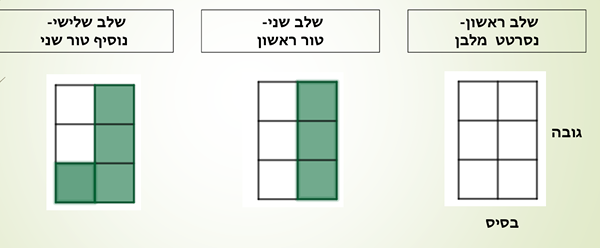 שלב ראשון-
נסרטט מלבן
שלב שני-
טור ראשון
שלב שלישי-
נוסיף טור שני
גובה
בסיס